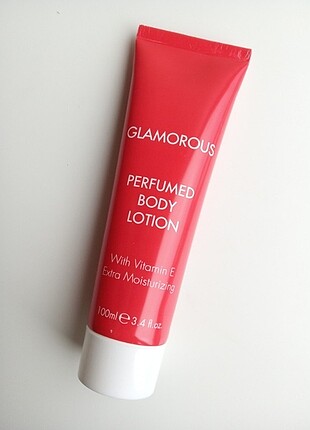 GLAMOROUS
PERFUMED
BODY
LOTION
With Vitamin E
Extra Moisturizing
100ml ℮ 3.4 fl.oz.